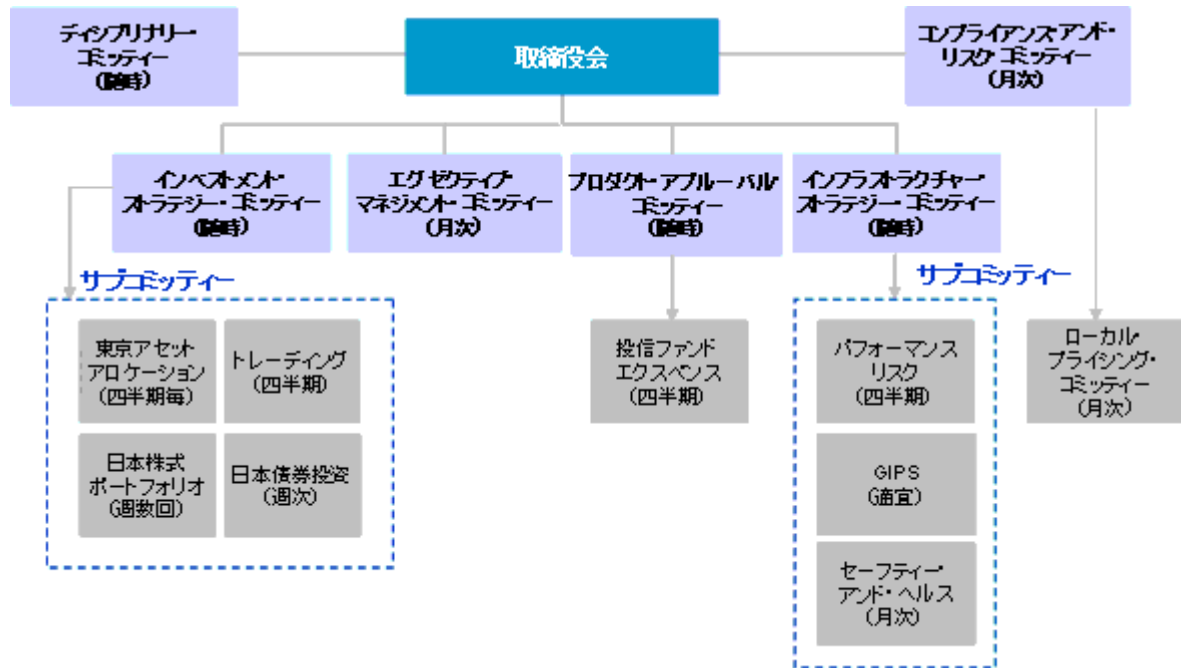 ディシプリナリー・
コミッティー
(随時)
取締役会
コンプライアンス・アンド・
リスク コミッティー
(月次)
インベストメント・
ストラテジー・コミッティー
(随時)
エグゼクティブ・
マネジメント・コミッティー
(月次)
プロダクト・アプルーバル・
コミッティー
(随時)
インフラストラクチャー・
ストラテジー・コミッティー
(随時)
サブコミッティー
サブコミッティー
東京アセット・
アロケーション
(四半期毎)
トレーディング
(四半期)
投信ファンド
エクスペンス
(四半期)
パフォーマンス
リスク
(四半期)
ローカル・
プライシング・
コミッティー
(月次)
日本株式
ポートフォリオ
(週数回)
日本債券投資
(週次)
GIPS
(適宜)
セーフティー・
アンド・ヘルス
(月次)